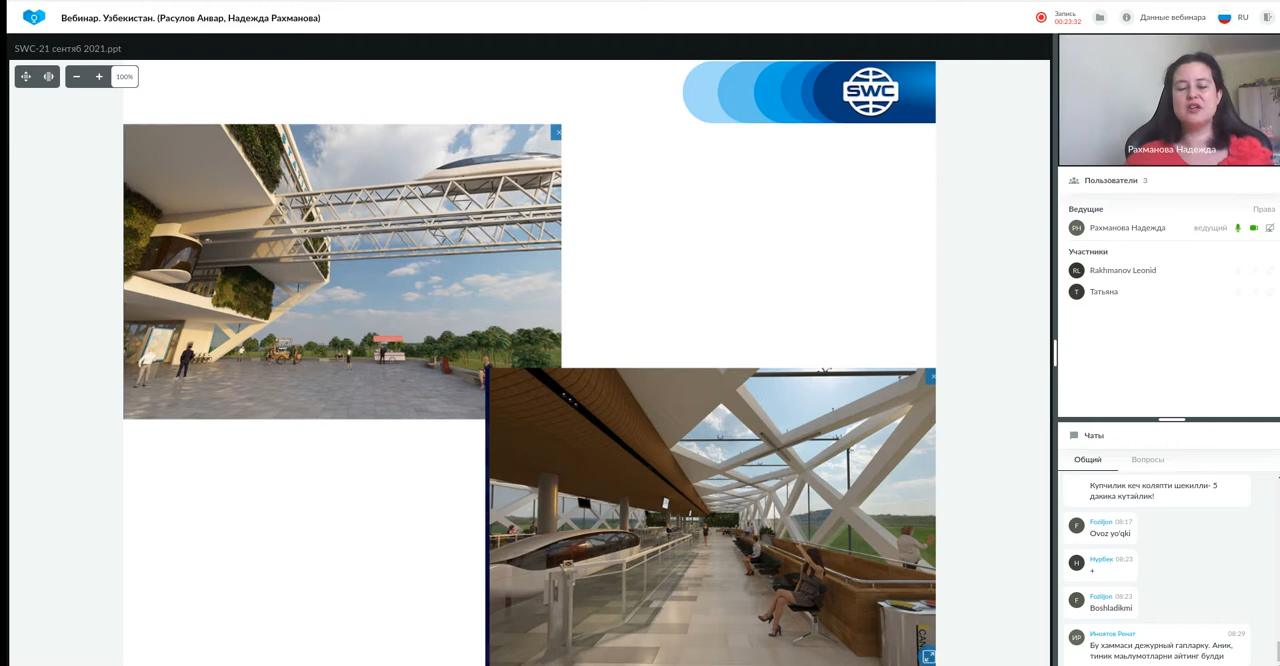 Вебинар. Узбекистан. (Расулов Анвар, Надежда Рахманова)
Запись
00:23:32
Данные вебинара
RU
SWC-21 сентяб 2021.ppt
100%
SWC
Рахманова Надежда
Пользователи 3
Ведущие Права
РН Рахманова Надежда ведущий
Участники
RL Rakhmanov Leonid
Т Татьяна
Чаты
Общий Вопросы
Купчилик кеч коляпти шекилли- 5
дакика кутайлик!
F Foziljon 08:17
Ovoz yo'qki
Н Нурбек 08:23
+
F Foziljon 08:23
Boshladikmi
ИР Иноятов Ренат 08:29
Бу хаммаси дежурный гапларку. Аник,
тиник маьлумотларни айтинг булди